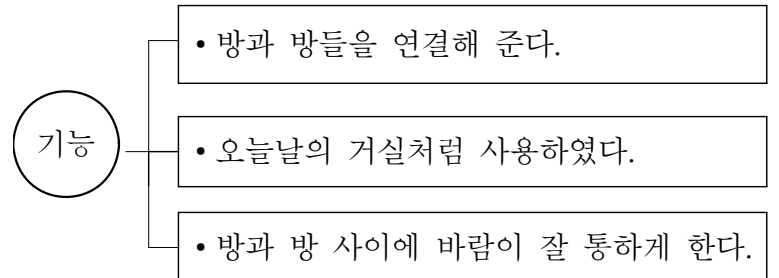 기능
• 방과 방들을 연결해 준다.
• 오늘날의 거실처럼 사용하였다.
• 방과 방 사이에 바람이 잘 통하게 한다.